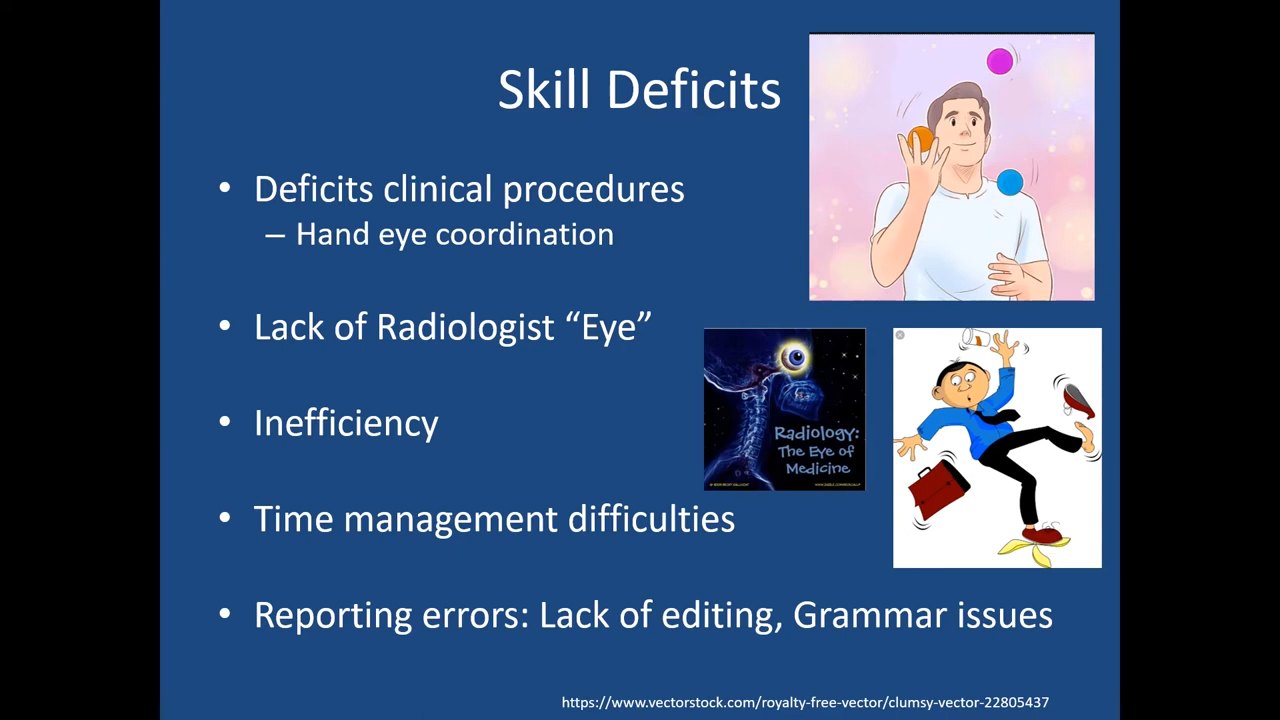 Skill Deficits
• Deficits clinical procedures
– Hand eye coordination
• Lack of Radiologist “Eye”
• Inefficiency
• Time management difficulties
• Reporting errors: Lack of editing, Grammar issues
Radiology:
The Eye of
Medicine
https://www.vectorstock.com/royalty-free-vector/clumsy-vector-22805437